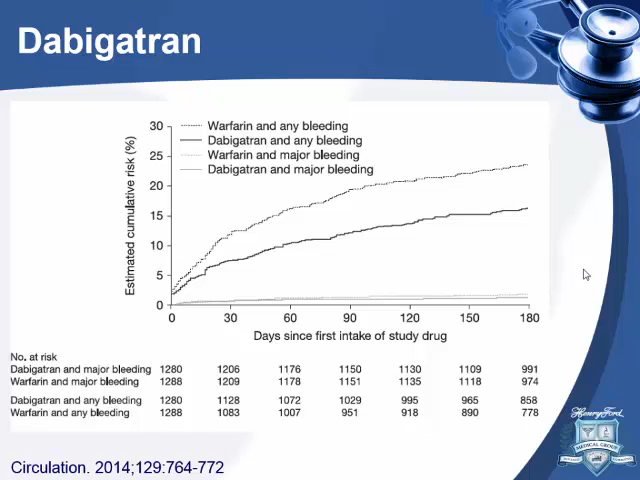 Dabigatran
30
25
20
15
10
5
0
Estimated cumulative risk (%)
Warfarin and any bleeding
Dabigatran and any bleeding
Warfarin and major bleeding
Dabigatran and major bleeding
0 30 60 90 120 150 180
Days since first intake of study drug
No. at risk
Dabigatran and major bleeding 1280 1206 1176 1150 1130 1109 991
Warfarin and major bleeding 1288 1209 1178 1151 1135 1118 974
Dabigatran and any bleeding 1280 1128 1072 1029 995 965 858
Warfarin and any bleeding 1288 1083 1007 951 918 890 778
Henry Ford
MEDICAL GROUP
Circulation. 2014;129:764-772